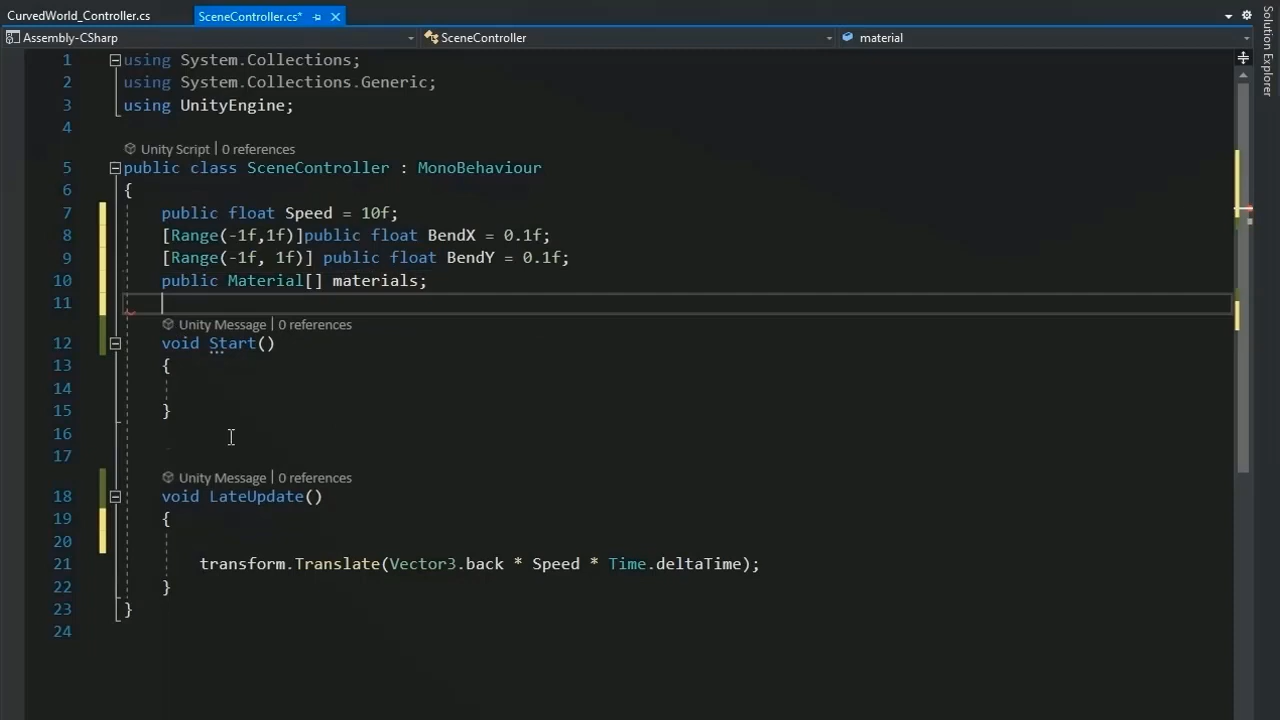 CurvedWorld_Controller.cs SceneController.cs*
Assembly-CSharp SceneController material
Solution Explorer
1 using System.Collections;
2 using System.Collections.Generic;
3 using UnityEngine;
4
Unity Script | 0 references
5 public class SceneController : MonoBehaviour
6 {
7 public float Speed = 10f;
8 [Range(-1f,1f)]public float BendX = 0.1f;
9 [Range(-1f, 1f)] public float BendY = 0.1f;
10 public Material[] materials;
11
Unity Message | 0 references
12 void Start()
13 {
14
15 }
16
17
Unity Message | 0 references
18 void LateUpdate()
19 {
20
21 transform.Translate(Vector3.back * Speed * Time.deltaTime);
22 }
23 }
24